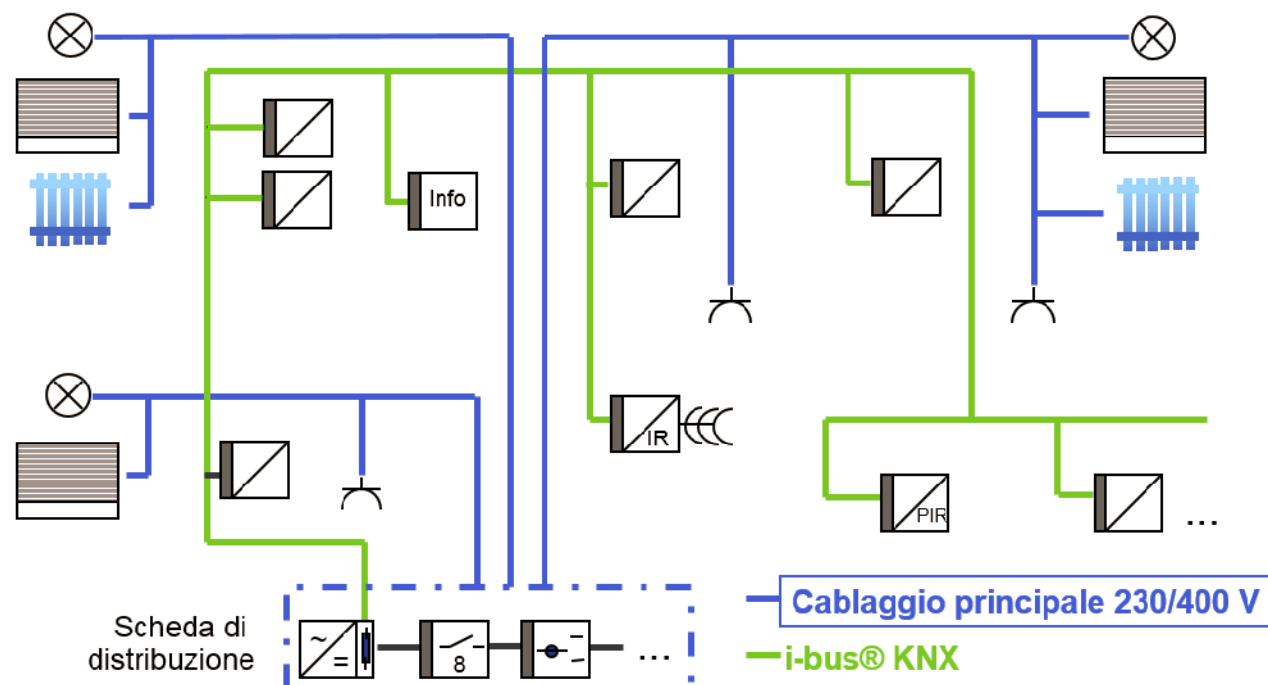 Info
IR
PIR
...
Scheda di
distribuzione
~
=
8
...
Cablaggio principale 230/400 V
i-bus® KNX